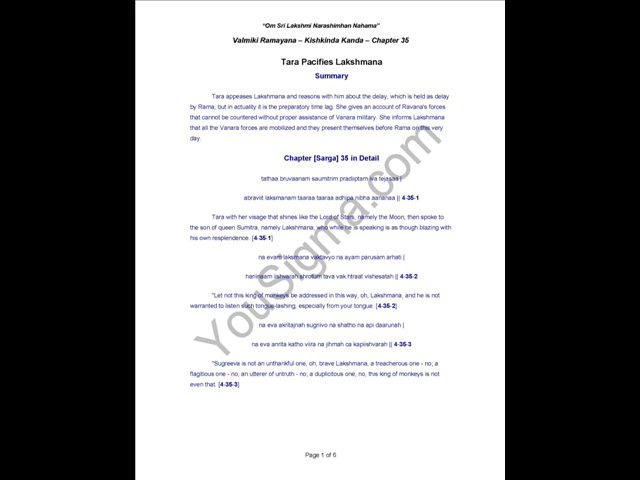 “Om Sri Lakshmi Narashimhan Nahama”
Valmiki Ramayana – Kishkinda Kanda – Chapter 35
Tara Pacifies Lakshmana
Summary
Tara appeases Lakshmana and reasons with him about the delay, which is held as delay
by Rama, but in actuality it is the preparatory time lag. She gives an account of Ravana's forces
that cannot be countered without proper assistance of Vanara military. She informs Lakshmana
that all the Vanara forces are mobilized and they present themselves before Rama on this very
day.
Chapter [Sarga] 35 in Detail
tathaa bruvaanam saumitrim pradiiptam iva tejasaa |
abraviit laksmanam taaraa taaraa adhipa nibha aananaa || 4-35-1
Tara with her visage that shines like the Lord of Stars, namely the Moon, then spoke to
the son of queen Sumitra, namely Lakshmana, who while he is speaking is as though blazing with
his own resplendence. [4-35-1]
na evam laksmana vaktavyo na ayam parusam arhati |
hariinaam iishvarah shrotum tava vak htraat vishesatah || 4-35-2
"Let not this king of monkeys be addressed in this way, oh, Lakshmana, and he is not
warranted to listen such tongue-lashing, especially from your tongue. [4-35-2]
na eva akritajnah sugriivo na shatho na api daarunah |
na eva anrita katho viira na jihmah ca kapiishvarah || 4-35-3
"Sugreeva is not an unthankful one, oh, brave Lakshmana, a treacherous one - no; a
flagitious one - no; an utterer of untruth - no; a duplicitous one, no, this king of monkeys is not
even that. [4-35-3]
YouSigma.com
Page 1 of 6